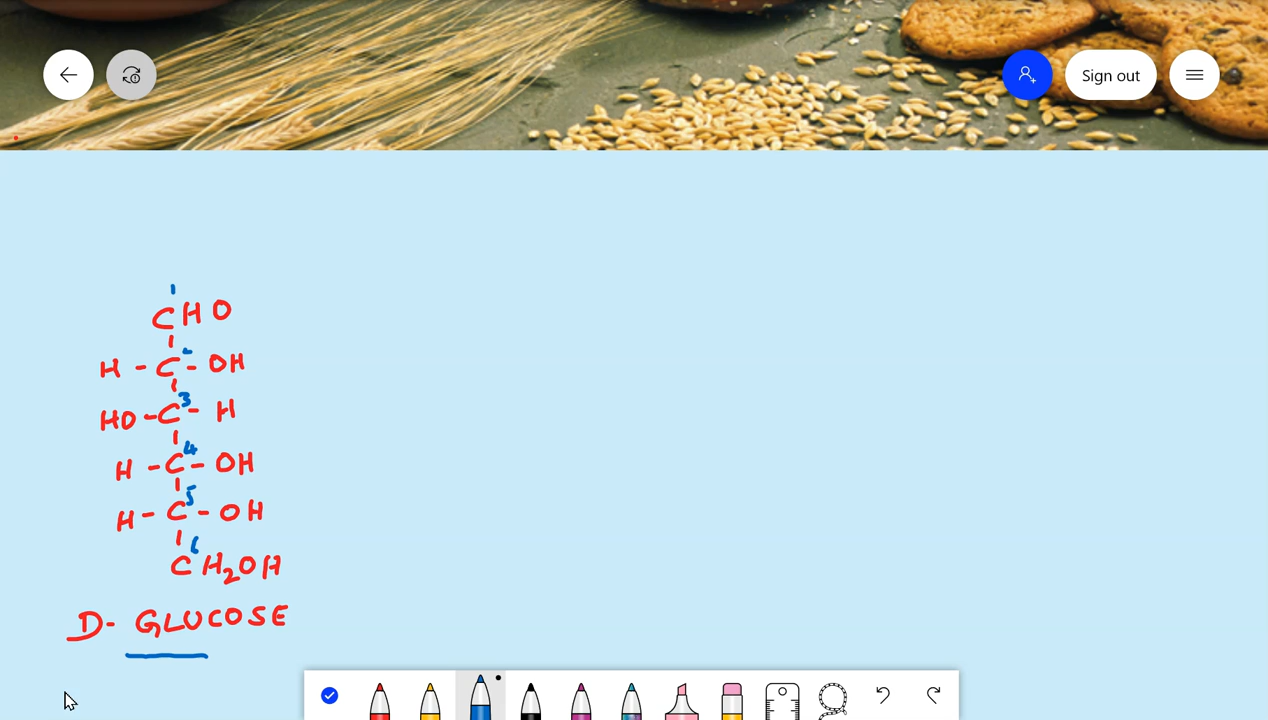 Sign out
1
CHO
H - C - OH
2
HO - C - H
3
H - C - OH
4
H - C - OH
5
CH2OH
6
D- GLUCOSE